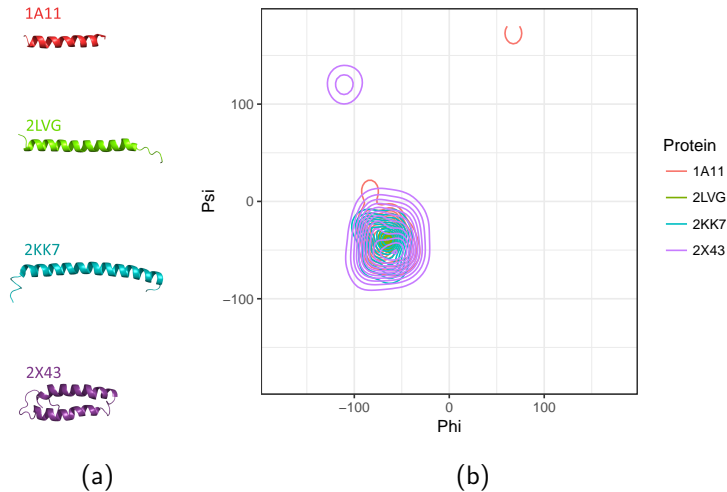 1A11
2LVG
2KK7
2X43
(a)
Psi
100
0
−100
−100
0
100
Phi
Protein
1A11
2LVG
2KK7
2X43
(b)